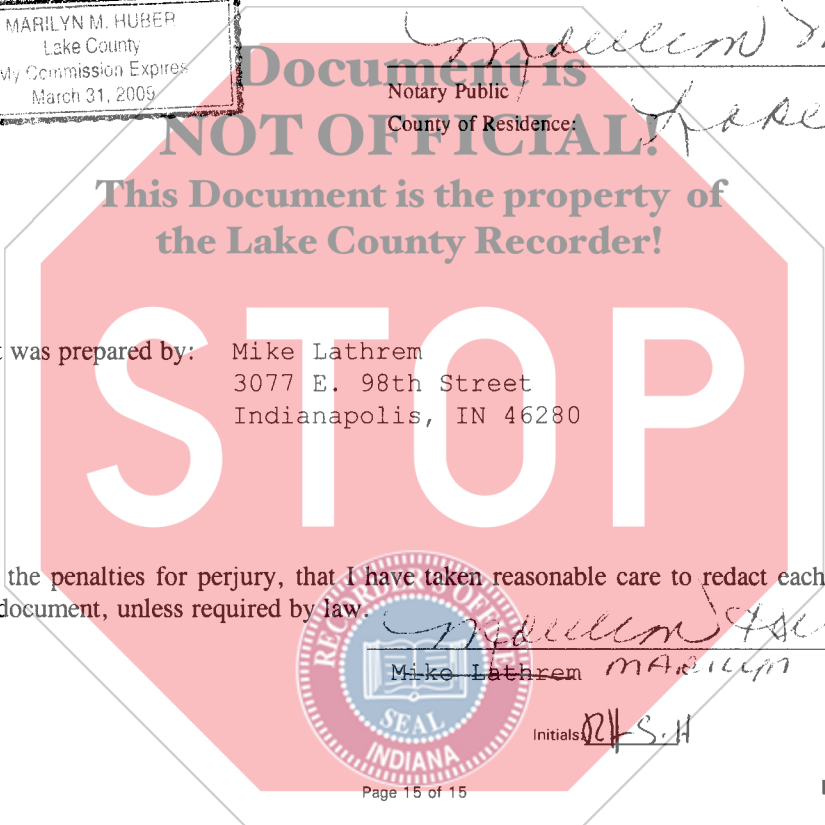 MARILYN M. HUBER
Lake County
My Commission Expires
March 31, 2009
Document is
NOT OFFICIAL!
This Document is the property of
the Lake County Recorder!
Notary Public
County of Residence: Lake
STOP
was prepared by: Mike Lathrem
3077 E. 98th Street
Indianapolis, IN 46280
the penalties for perjury, that I have taken reasonable care to redact each
document, unless required by law.
Mike Lathrem MARILYN
RECORDER'S OFFICE
SEAL
INDIANA
Initials: RH S.H
Page 15 of 15